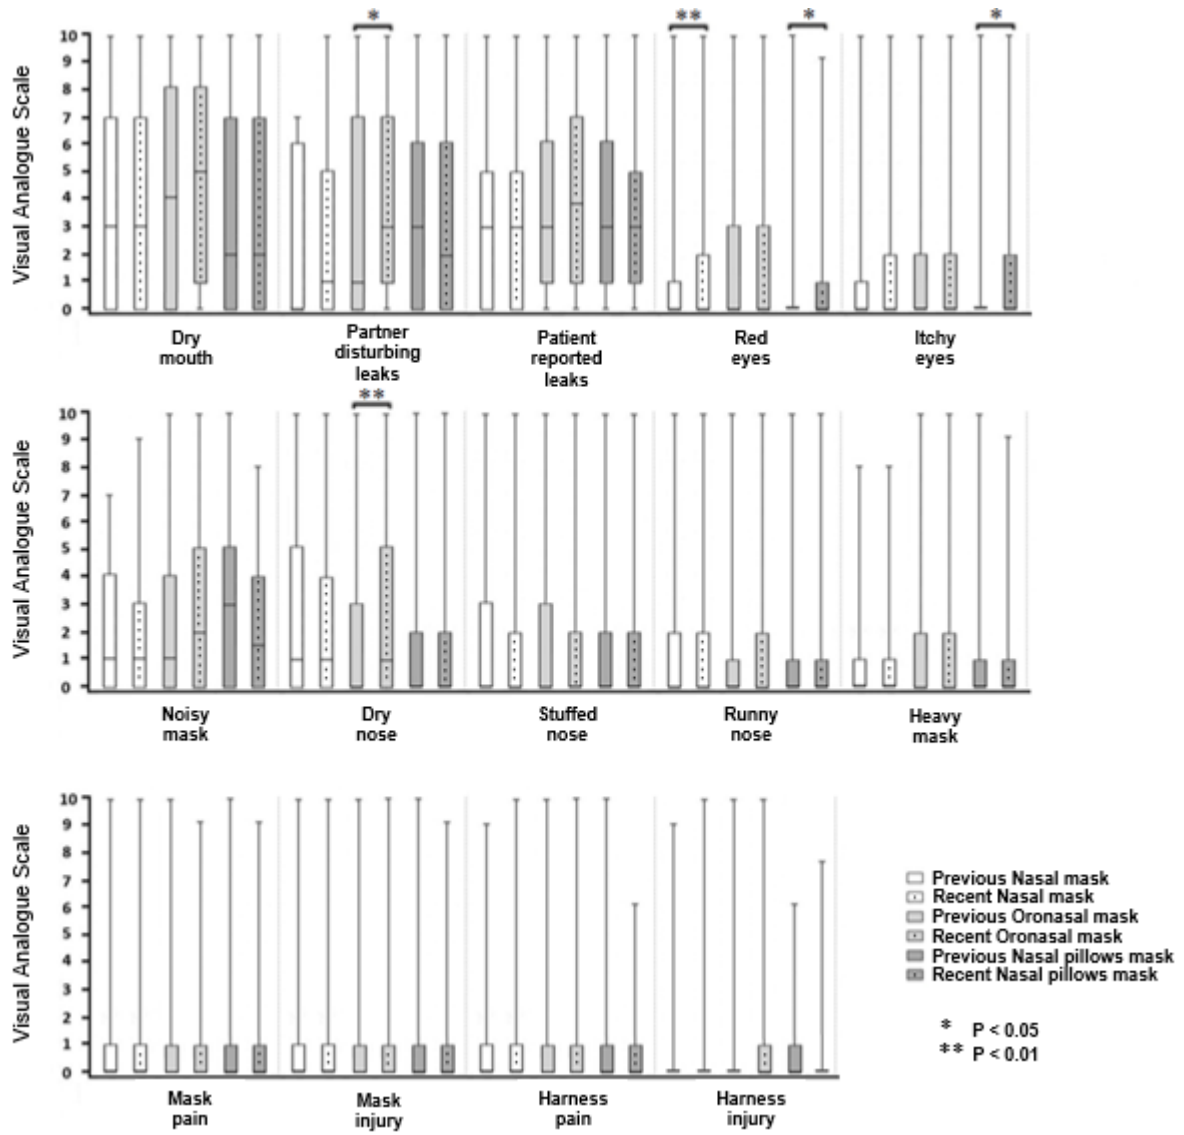 * ** * *
Visual Analogue Scale
10
9
8
7
6
5
4
3
2
1
0
Dry
mouth
Partner
disturbing
leaks
Patient
reported
leaks
Red
eyes
Itchy
eyes
**
Visual Analogue Scale
10
9
8
7
6
5
4
3
2
1
0
Noisy
mask
Dry
nose
Stuffed
nose
Runny
nose
Heavy
mask
Visual Analogue Scale
10
9
8
7
6
5
4
3
2
1
0
Mask
pain
Mask
injury
Harness
pain
Harness
injury
Previous Nasal mask
Recent Nasal mask
Previous Oronasal mask
Recent Oronasal mask
Previous Nasal pillows mask
Recent Nasal pillows mask
* P < 0.05
** P < 0.01